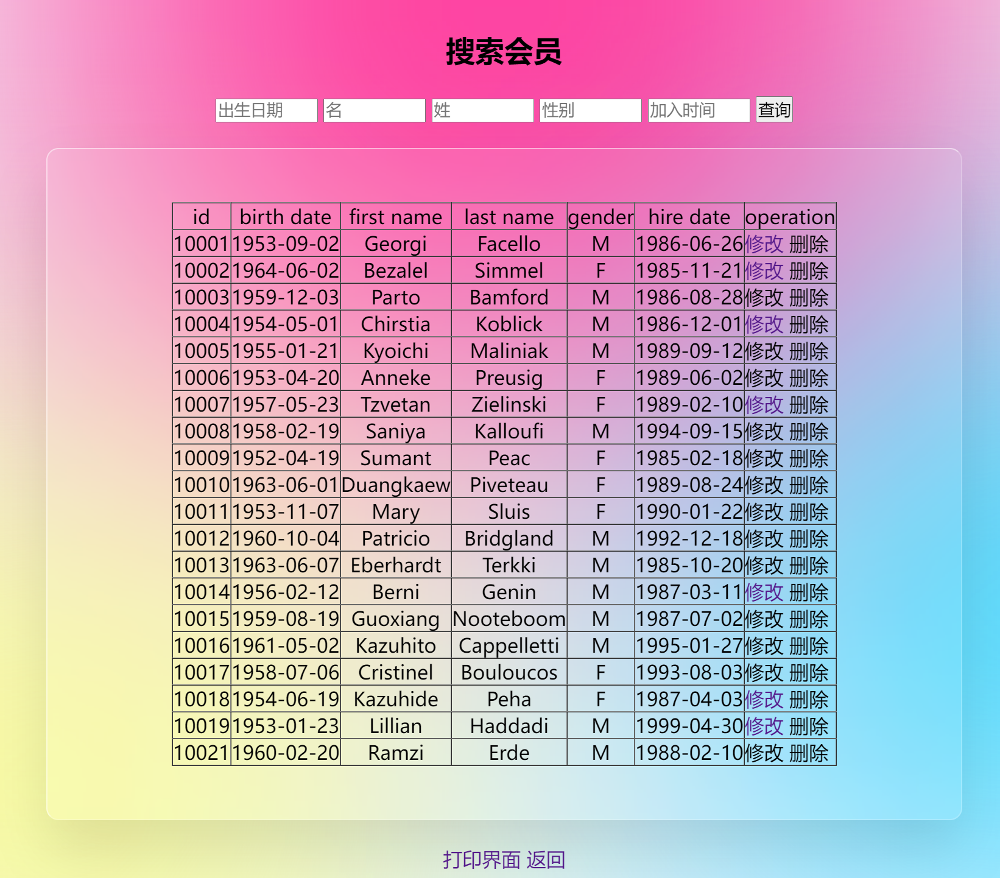 搜索会员
出生日期 名 姓 性别 加入时间 查询
id birth date first name last name gender hire date operation
10001 1953-09-02 Georgi Facello M 1986-06-26 修改 删除
10002 1964-06-02 Bezalel Simmel F 1985-11-21 修改 删除
10003 1959-12-03 Parto Bamford M 1986-08-28 修改 删除
10004 1954-05-01 Chirstia Koblick M 1986-12-01 修改 删除
10005 1955-01-21 Kyoichi Maliniak M 1989-09-12 修改 删除
10006 1953-04-20 Anneke Preusig F 1989-06-02 修改 删除
10007 1957-05-23 Tzvetan Zielinski F 1989-02-10 修改 删除
10008 1958-02-19 Saniya Kalloufi M 1994-09-15 修改 删除
10009 1952-04-19 Sumant Peac F 1985-02-18 修改 删除
10010 1963-06-01 Duangkaew Piveteau F 1989-08-24 修改 删除
10011 1953-11-07 Mary Sluis F 1990-01-22 修改 删除
10012 1960-10-04 Patricio Bridgland M 1992-12-18 修改 删除
10013 1963-06-07 Eberhardt Terkki M 1985-10-20 修改 删除
10014 1956-02-12 Berni Genin M 1987-03-11 修改 删除
10015 1959-08-19 Guoxiang Nooteboom M 1987-07-02 修改 删除
10016 1961-05-02 Kazuhito Cappelletti M 1995-01-27 修改 删除
10017 1958-07-06 Cristinel Bouloucos F 1993-08-03 修改 删除
10018 1954-06-19 Kazuhide Peha F 1987-04-03 修改 删除
10019 1953-01-23 Lillian Haddadi M 1999-04-30 修改 删除
10021 1960-02-20 Ramzi Erde M 1988-02-10 修改 删除
打印界面 返回